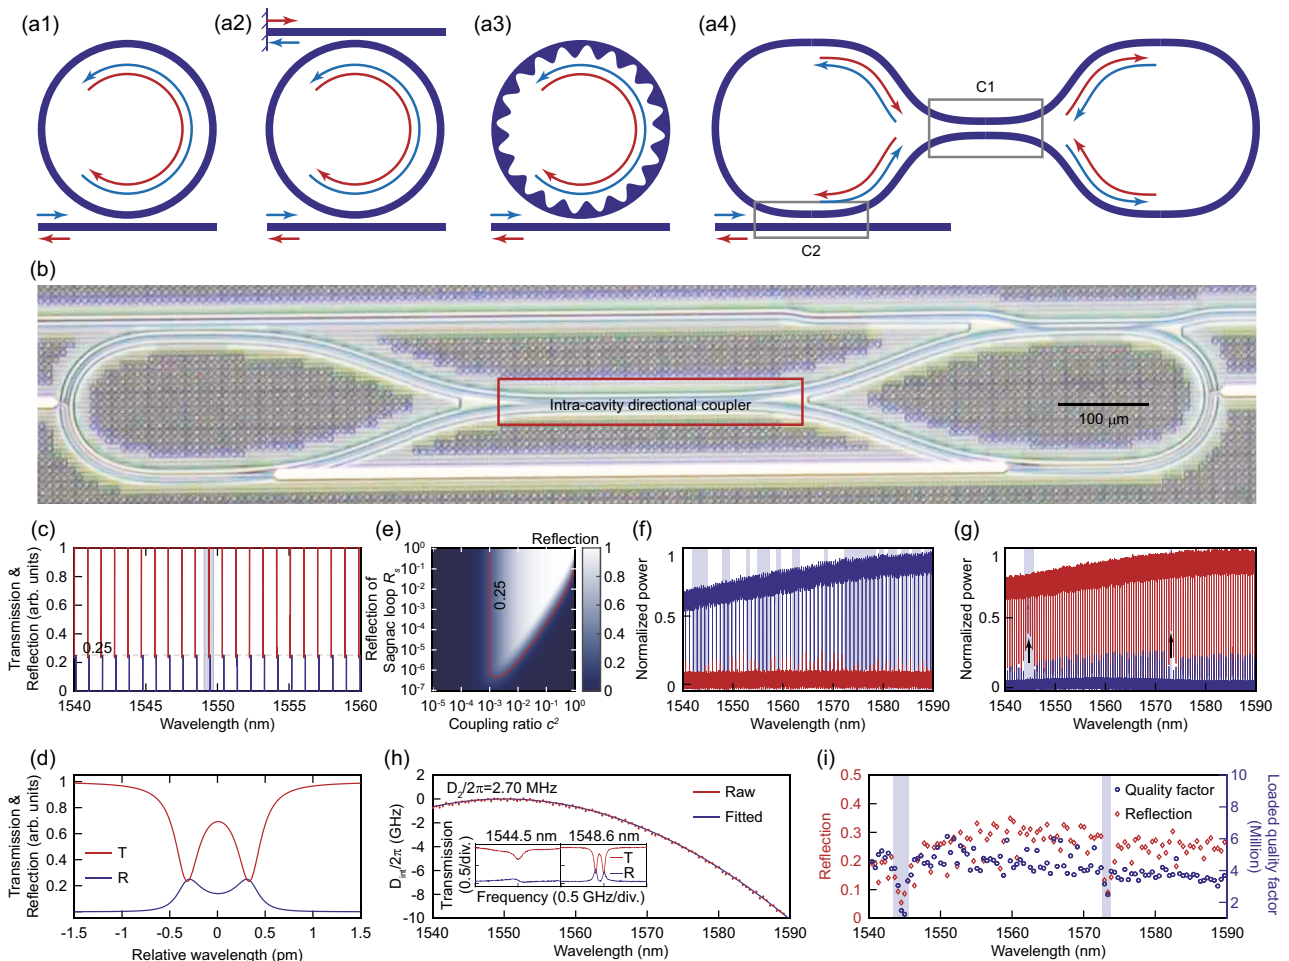 (a1)
(a2)
(a3)
(a4)
C1
C2
(b)
Intra-cavity directional coupler
100 μm
(c)
Transmission &
Reflection (arb. units)
1
0.8
0.6
0.4
0.2
0
0.25
1540
1545
1550
1555
1560
Wavelength (nm)
(e)
Reflection
Reflection of
Sagnac loop Rs
10⁰
10⁻¹
10⁻²
10⁻³
10⁻⁴
10⁻⁵
10⁻⁶
10⁻⁷
0.25
10⁻⁵ 10⁻⁴ 10⁻³ 10⁻² 10⁻¹ 10⁰
Coupling ratio c²
1
0.8
0.6
0.4
0.2
0
(f)
Normalized power
1
0.5
0
1540 1550 1560 1570 1580 1590
Wavelength (nm)
(g)
Normalized power
1
0.5
0
1540 1550 1560 1570 1580 1590
Wavelength (nm)
(d)
Transmission &
Reflection (arb. units)
1
0.8
0.6
0.4
0.2
0
T
R
-1.5 -1 -0.5 0 0.5 1 1.5
Relative wavelength (pm)
(h)
D₂/2π=2.70 MHz
Raw
Fitted
Dint/2π (GHz)
2
0
-2
-4
-6
-8
-10
1544.5 nm
1548.6 nm
Transmission
(0.5/div.)
T
R
T
R
Frequency (0.5 GHz/div.)
1540 1550 1560 1570 1580 1590
Wavelength (nm)
(i)
Quality factor
Reflection
Reflection
0.5
0.4
0.3
0.2
0.1
0
10
8
6
4
2
Loaded quality factor
(Million)
1540 1550 1560 1570 1580 1590
Wavelength (nm)